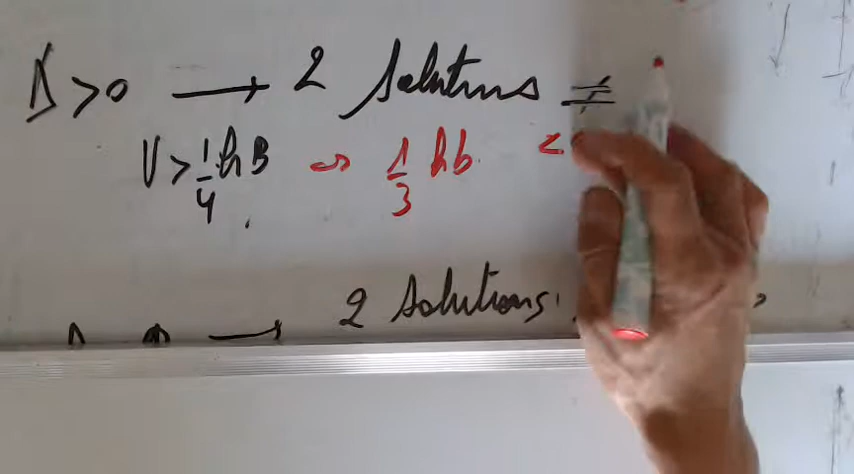 Δ > 0 → 2 solutions ≠
V > 1/4 hB ⇔ 1/3 hb <
2 solutions